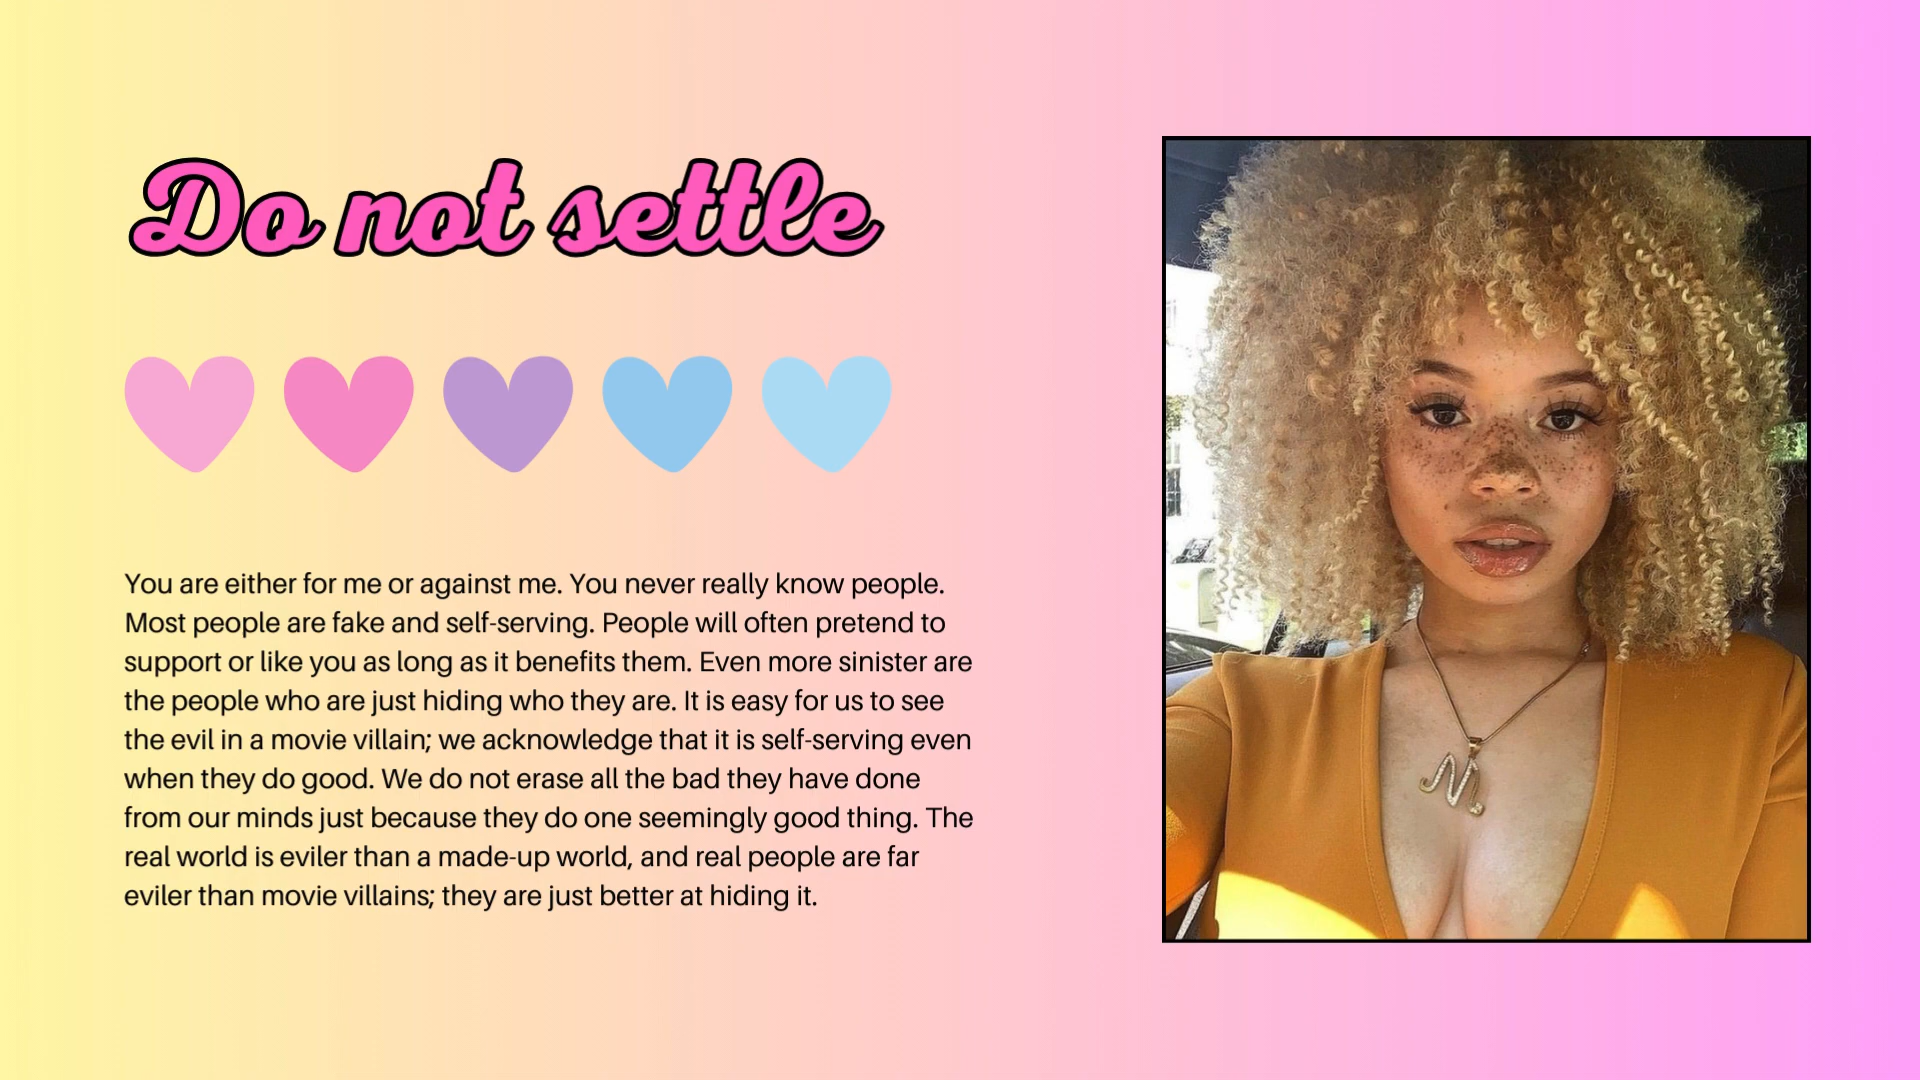 Do not settle
You are either for me or against me. You never really know people.
Most people are fake and self-serving. People will often pretend to
support or like you as long as it benefits them. Even more sinister are
the people who are just hiding who they are. It is easy for us to see
the evil in a movie villain; we acknowledge that it is self-serving even
when they do good. We do not erase all the bad they have done
from our minds just because they do one seemingly good thing. The
real world is eviler than a made-up world, and real people are far
eviler than movie villains; they are just better at hiding it.
M